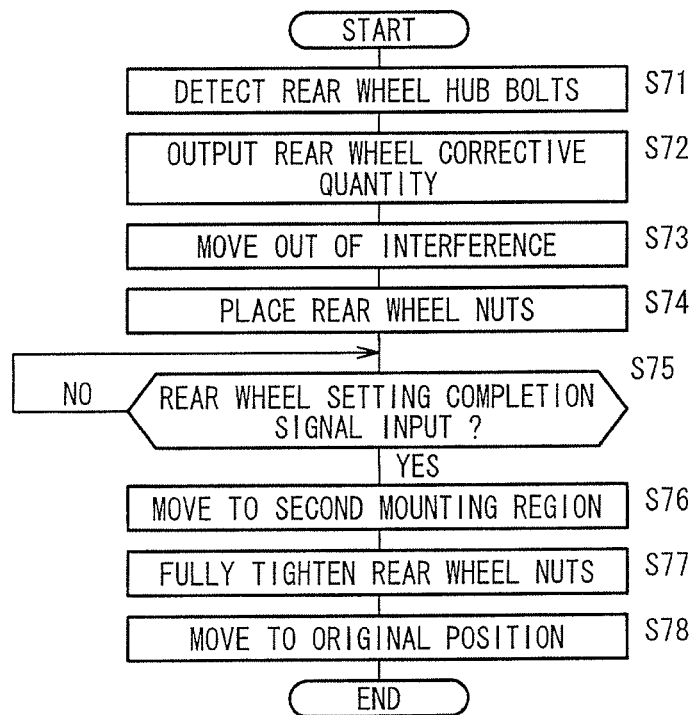 START
DETECT REAR WHEEL HUB BOLTS
S71
OUTPUT REAR WHEEL CORRECTIVE
QUANTITY
S72
MOVE OUT OF INTERFERENCE
S73
PLACE REAR WHEEL NUTS
S74
S75
NO
REAR WHEEL SETTING COMPLETION
SIGNAL INPUT ?
YES
MOVE TO SECOND MOUNTING REGION
S76
FULLY TIGHTEN REAR WHEEL NUTS
S77
MOVE TO ORIGINAL POSITION
S78
END